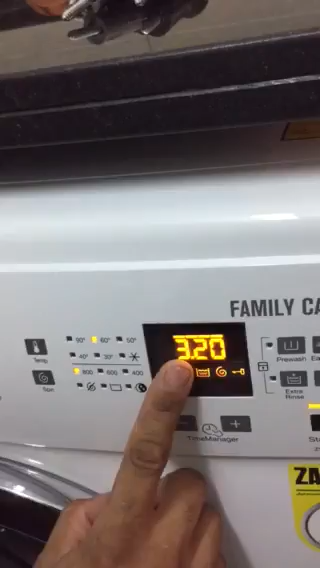 FAMILY CA
3.20
90° 60° 50°
40° 30°
Temp.
800 600 400
Spin
Prewash
Extra
Rinse
- +
TimeManager
ZA